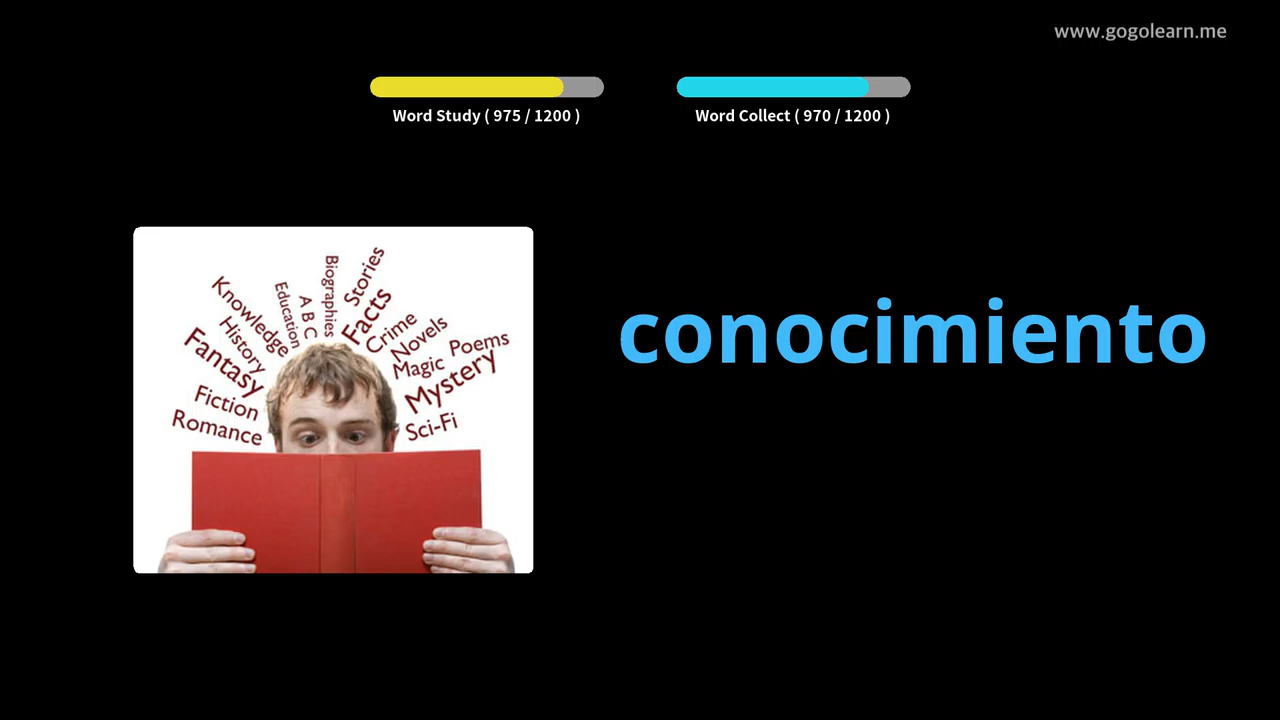 www.gogolearn.me
Word Study ( 975 / 1200 )
Word Collect ( 970 / 1200 )
Stories
Biographies
Facts
A B C
Education
Knowledge
Crime
Novels
History
Poems
Fantasy
Magic
Mystery
Fiction
Sci-Fi
Romance
conocimiento